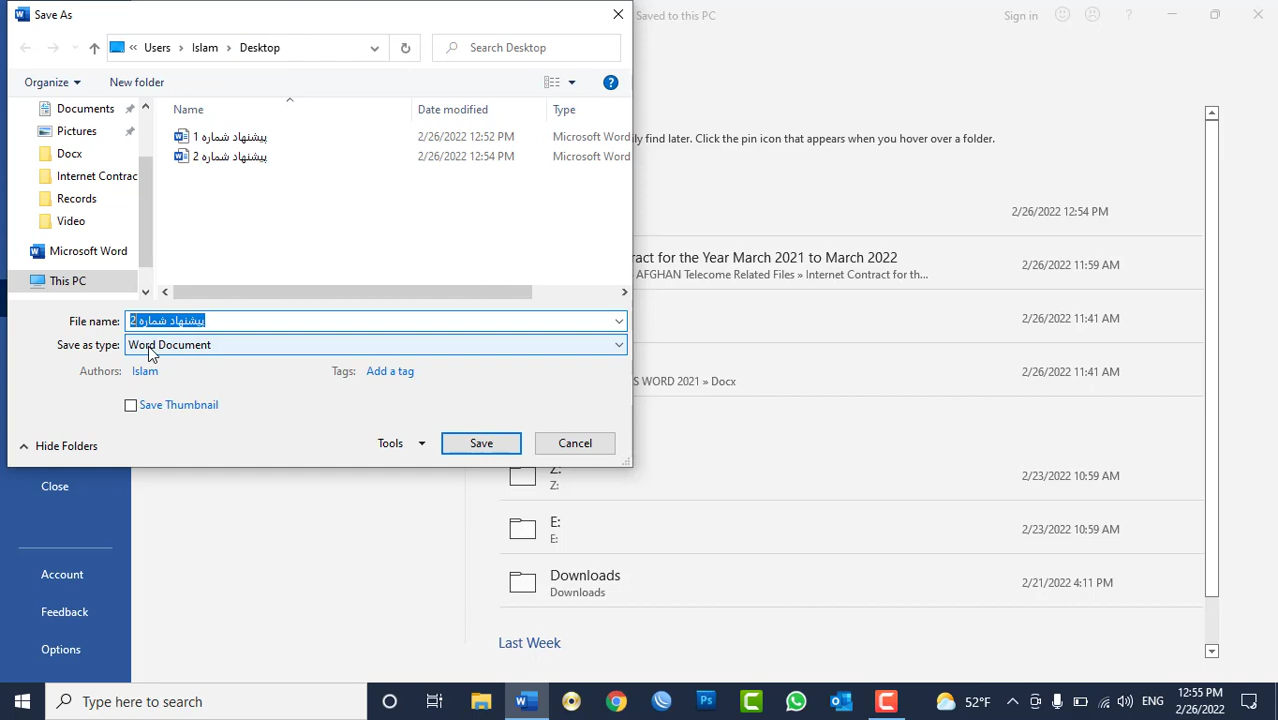 Save As
Saved to this PC
Sign in
?
« Users › Islam › Desktop
Search Desktop
Organize
New folder
?
Documents
Pictures
Docx
Internet Contrac
Records
Video
Microsoft Word
This PC
Name
Date modified
Type
پیشنهاد شماره 1
2/26/2022 12:52 PM
Microsoft Word
پیشنهاد شماره 2
2/26/2022 12:54 PM
Microsoft Word
File name:
پیشنهاد شماره 2
Save as type:
Word Document
Authors:
Islam
Tags:
Add a tag
Save Thumbnail
Hide Folders
Tools
Save
Cancel
ily find later. Click the pin icon that appears when you hover over a folder.
2/26/2022 12:54 PM
ract for the Year March 2021 to March 2022
AFGHAN Telecome Related Files » Internet Contract for th...
2/26/2022 11:59 AM
2/26/2022 11:41 AM
S WORD 2021 » Docx
2/26/2022 11:41 AM
Z:
Z:
2/23/2022 10:59 AM
E:
E:
2/23/2022 10:59 AM
Downloads
Downloads
2/21/2022 4:11 PM
Last Week
Close
Account
Feedback
Options
Type here to search
52°F
ENG
12:55 PM
2/26/2022